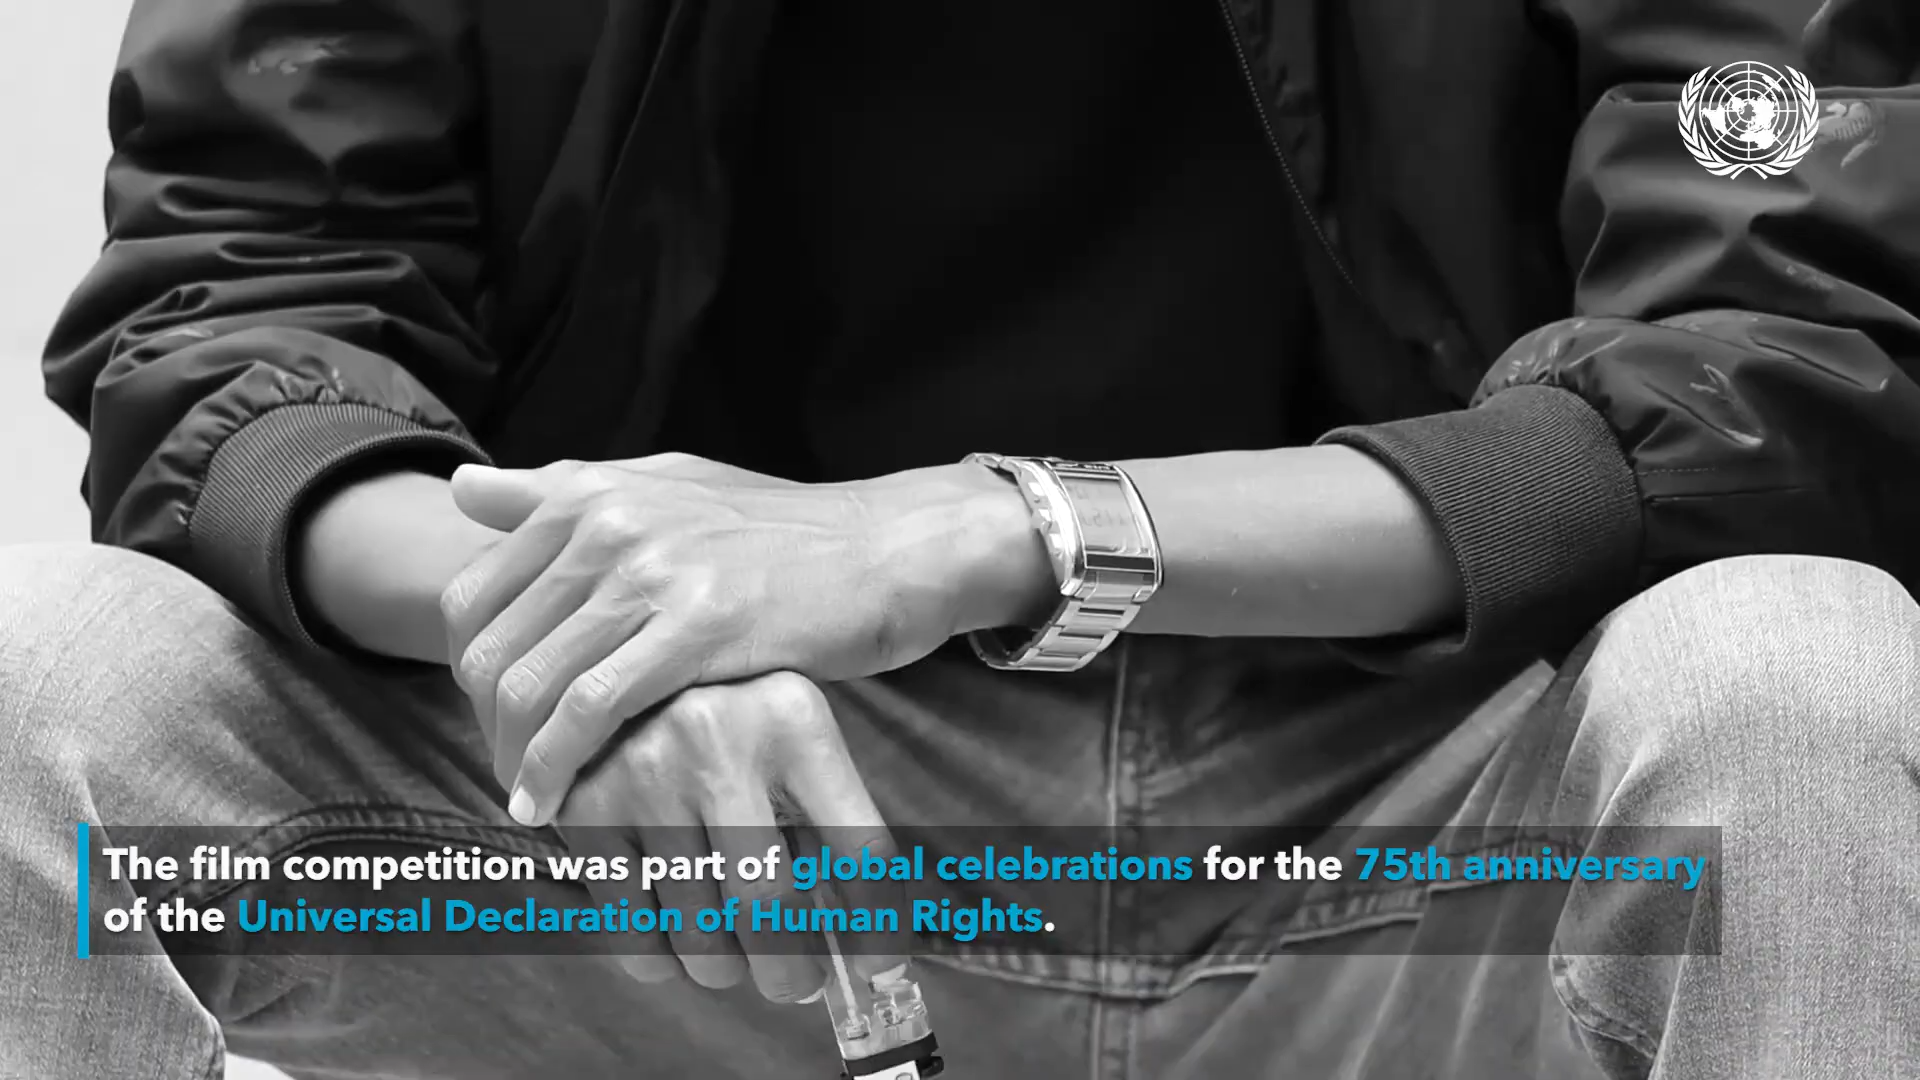 The film competition was part of global celebrations for the 75th anniversary
of the Universal Declaration of Human Rights.